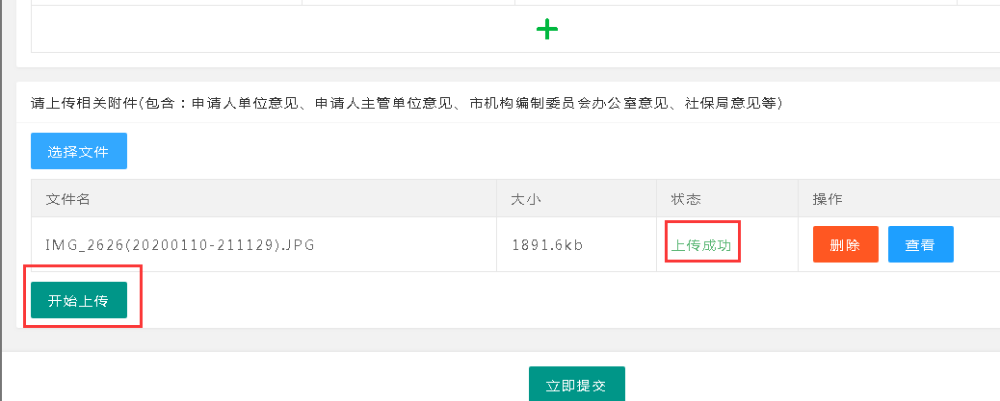 请上传相关附件(包含：申请人单位意见、申请人主管单位意见、市机构编制委员会办公室意见、社保局意见等)
选择文件
文件名 大小 状态 操作
IMG_2626(20200110-211129).JPG 1891.6kb 上传成功 删除 查看
开始上传
立即提交